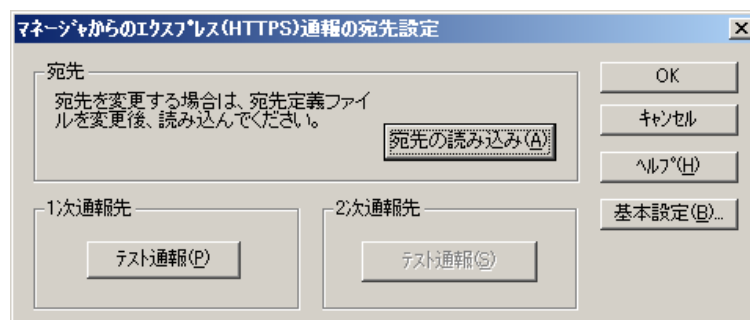 マネージャからのエクスプレス(HTTPS)通報の宛先設定
宛先
宛先を変更する場合は、宛先定義ファイ
ルを変更後、読み込んでください。
宛先の読み込み(A)
OK
キャンセル
ヘルプ(H)
基本設定(B)...
1次通報先
テスト通報(P)
2次通報先
テスト通報(S)